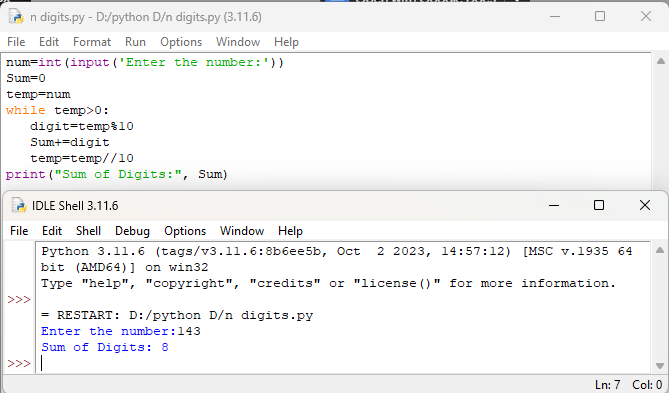 n digits.py - D:/python D/n digits.py (3.11.6)
File Edit Format Run Options Window Help
num=int(input('Enter the number:'))
Sum=0
temp=num
while temp>0:
   digit=temp%10
   Sum+=digit
   temp=temp//10
print("Sum of Digits:", Sum)
IDLE Shell 3.11.6
File Edit Shell Debug Options Window Help
Python 3.11.6 (tags/v3.11.6:8b6ee5b, Oct  2 2023, 14:57:12) [MSC v.1935 64
bit (AMD64)] on win32
Type "help", "copyright", "credits" or "license()" for more information.
>>>
= RESTART: D:/python D/n digits.py
Enter the number:143
Sum of Digits: 8
>>>
Ln: 7 Col: 0